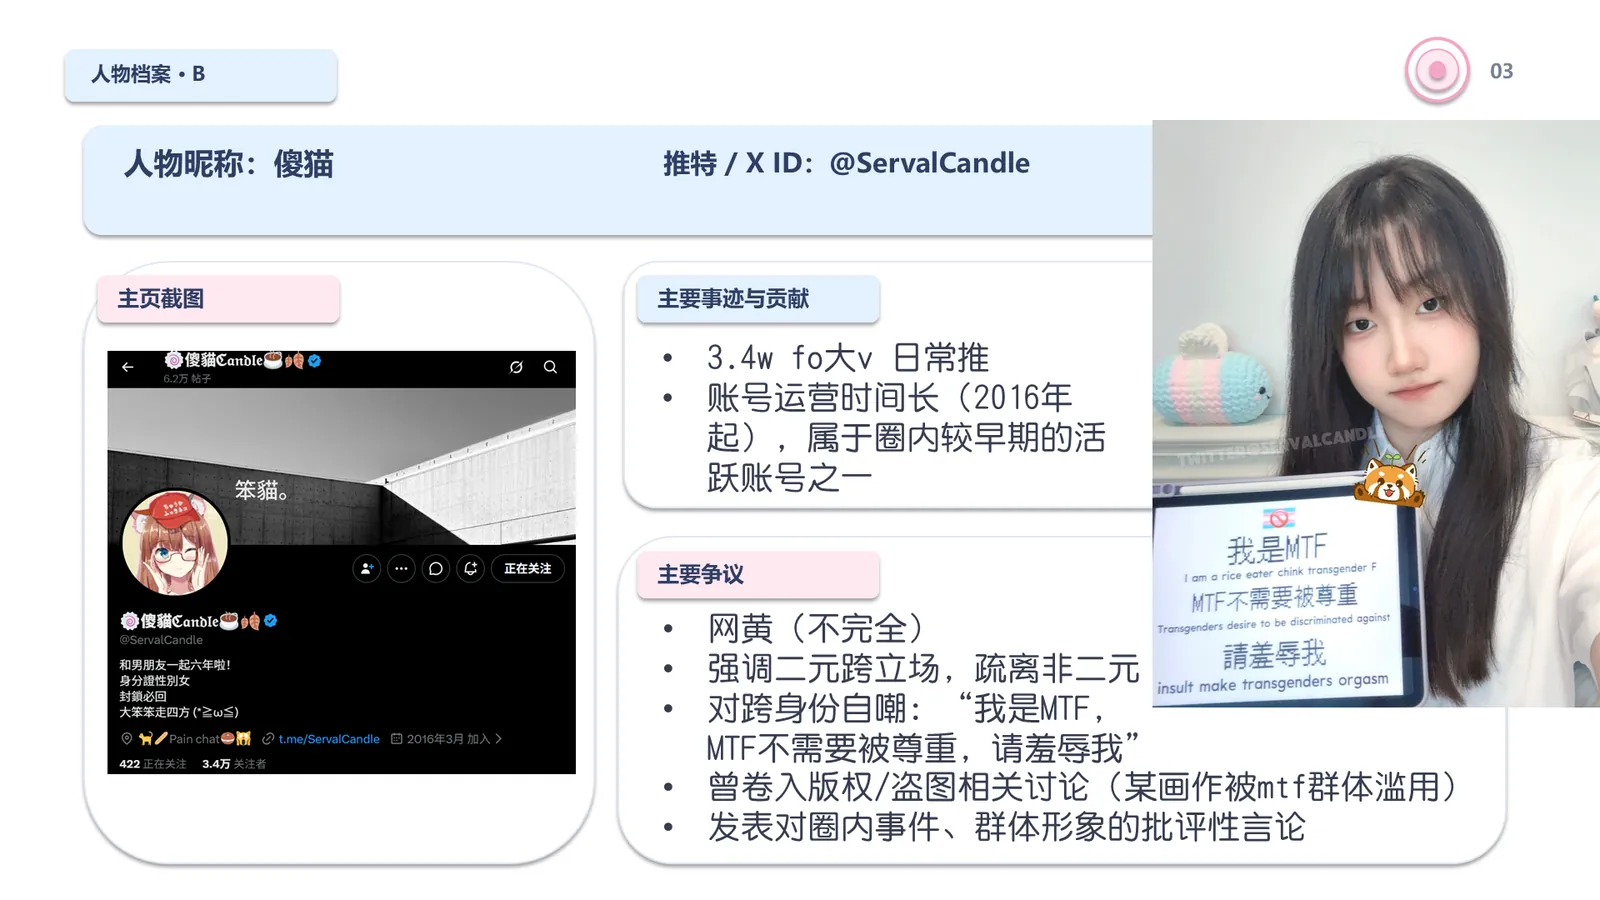 人物档案・B
03
人物昵称：傻猫
推特 / X ID：@ServalCandle
主页截图
傻貓Candle
6.2万 帖子
笨貓。
正在关注
傻貓Candle
@ServalCandle
和男朋友一起六年啦！
身分證性別女
封鎖必回
大笨笨走四方 (*≧ω≦)
Pain chat
t.me/ServalCandle
2016年3月 加入
422 正在关注 3.4万 关注者
主要事迹与贡献
• 3.4w fo大v 日常推
• 账号运营时间长（2016年
起），属于圈内较早期的活
跃账号之一
主要争议
• 网黄（不完全）
• 强调二元跨立场，疏离非二元
• 对跨身份自嘲：“我是MTF，
MTF不需要被尊重，请羞辱我”
• 曾卷入版权/盗图相关讨论（某画作被mtf群体滥用）
• 发表对圈内事件、群体形象的批评性言论
TWITTER@SERVALCANDLE
我是MTF
I am a rice eater chink transgender F
MTF不需要被尊重
Transgenders desire to be discriminated against
請羞辱我
insult make transgenders orgasm